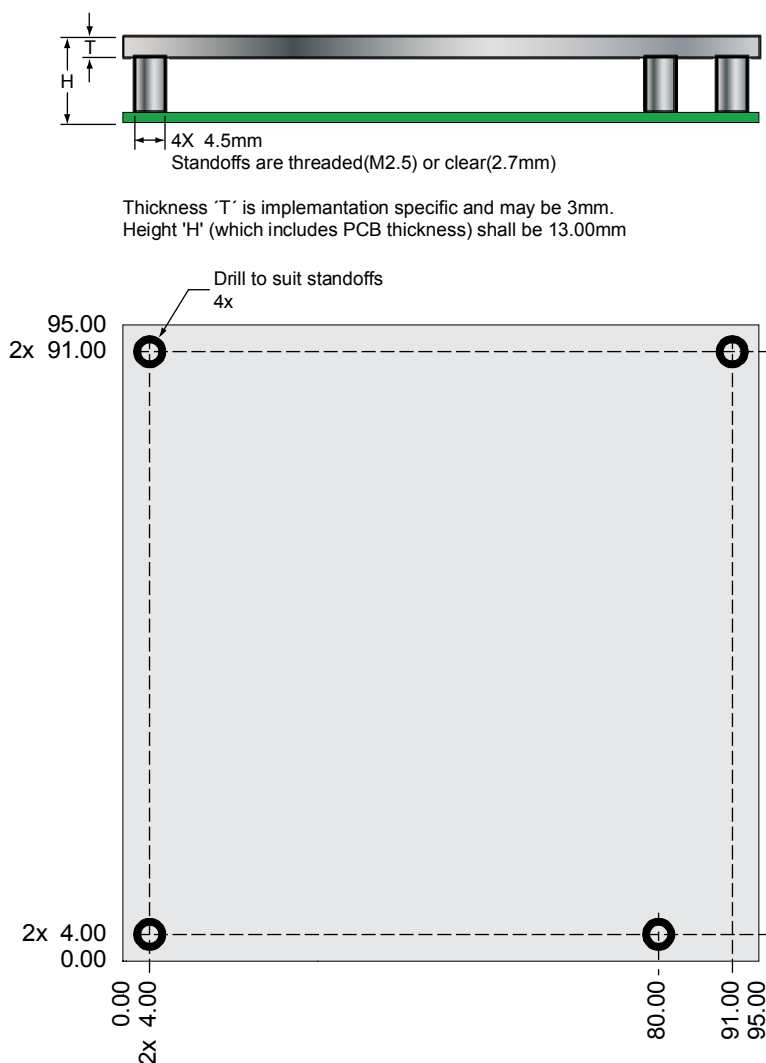 T
H
4X 4.5mm
Standoffs are threaded(M2.5) or clear(2.7mm)
Thickness ´T´ is implemantation specific and may be 3mm.
Height 'H' (which includes PCB thickness) shall be 13.00mm
Drill to suit standoffs
4x
95.00
2x 91.00
2x 4.00
0.00
0.00
2x 4.00
80.00
91.00
95.00